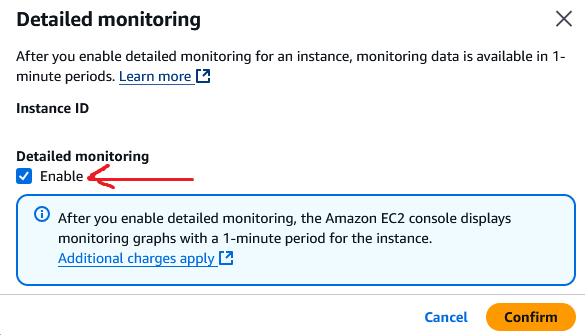 Detailed monitoring
After you enable detailed monitoring for an instance, monitoring data is available in 1-
minute periods. Learn more
Instance ID
Detailed monitoring
Enable
After you enable detailed monitoring, the Amazon EC2 console displays
monitoring graphs with a 1-minute period for the instance.
Additional charges apply
Cancel Confirm